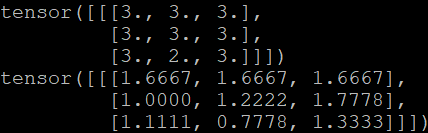 tensor([[[3., 3., 3.],
[3., 3., 3.],
[3., 2., 3.]]])
tensor([[[1.6667, 1.6667, 1.6667],
[1.0000, 1.2222, 1.7778],
[1.1111, 0.7778, 1.3333]]])